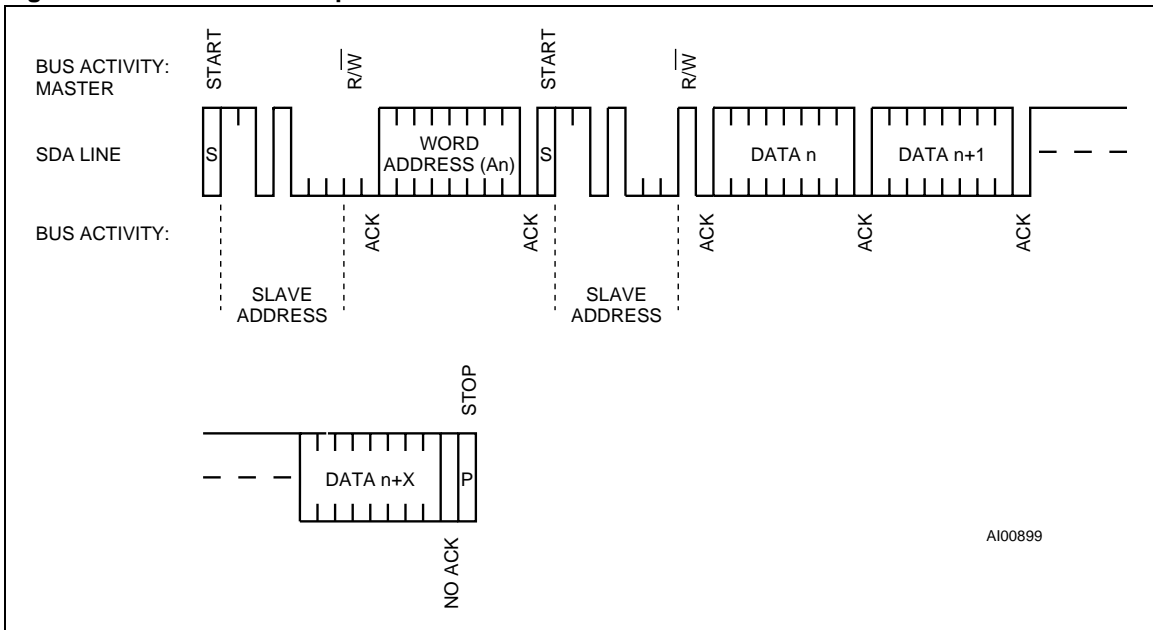 START
R/W
START
R/W
BUS ACTIVITY:
MASTER
SDA LINE
S
WORD
ADDRESS (An)
S
DATA n
DATA n+1
BUS ACTIVITY:
ACK
ACK
ACK
ACK
ACK
SLAVE
ADDRESS
SLAVE
ADDRESS
STOP
DATA n+X
P
NO ACK
AI00899